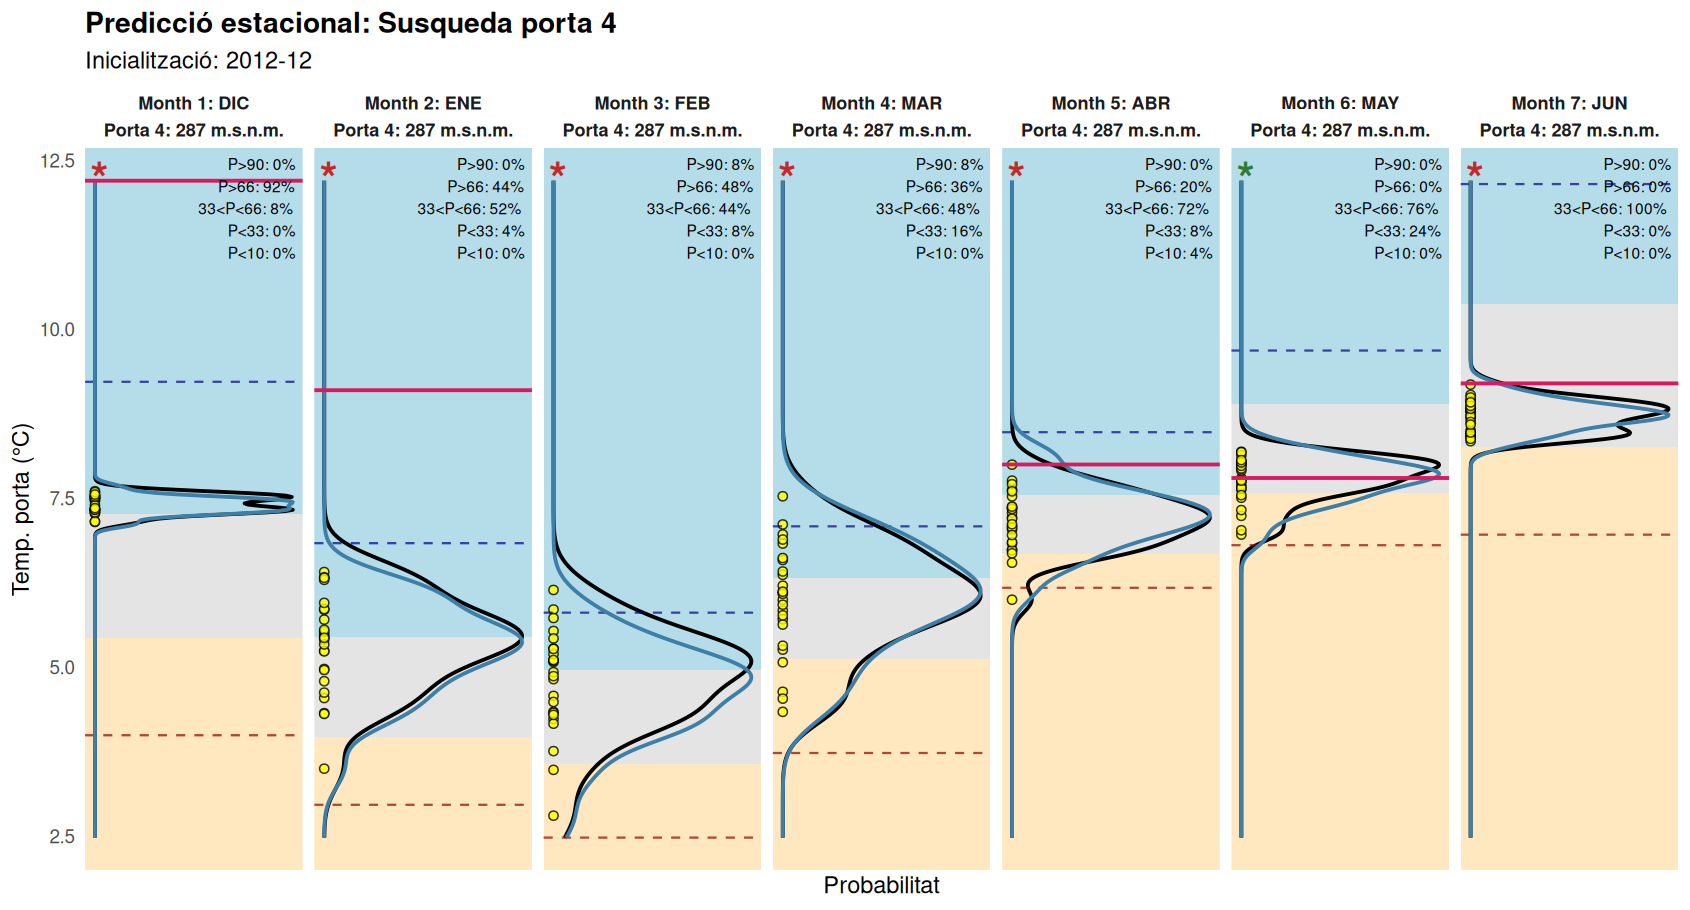 Predicció estacional: Susqueda porta 4
Inicialització: 2012-12
Month 1: DIC
Porta 4: 287 m.s.n.m.
Month 2: ENE
Porta 4: 287 m.s.n.m.
Month 3: FEB
Porta 4: 287 m.s.n.m.
Month 4: MAR
Porta 4: 287 m.s.n.m.
Month 5: ABR
Porta 4: 287 m.s.n.m.
Month 6: MAY
Porta 4: 287 m.s.n.m.
Month 7: JUN
Porta 4: 287 m.s.n.m.
Temp. porta (°C)
12.5
10.0
7.5
5.0
2.5
*
P>90: 0%
P>66: 92%
33<P<66: 8%
P<33: 0%
P<10: 0%
*
P>90: 0%
P>66: 44%
33<P<66: 52%
P<33: 4%
P<10: 0%
*
P>90: 8%
P>66: 48%
33<P<66: 44%
P<33: 8%
P<10: 0%
*
P>90: 8%
P>66: 36%
33<P<66: 48%
P<33: 16%
P<10: 0%
*
P>90: 0%
P>66: 20%
33<P<66: 72%
P<33: 8%
P<10: 4%
*
P>90: 0%
P>66: 0%
33<P<66: 76%
P<33: 24%
P<10: 0%
*
P>90: 0%
P>66: 0%
33<P<66: 100%
P<33: 0%
P<10: 0%
Probabilitat